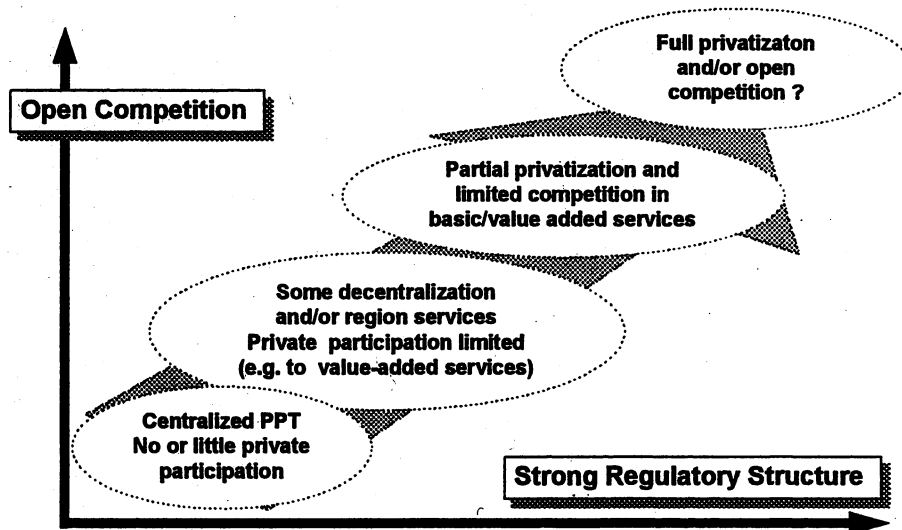 Full privatizaton
and/or open
competition ?
Open Competition
Partial privatization and
limited competition in
basic/value added services
Some decentralization
and/or region services
Private participation limited
(e.g. to value-added services)
Centralized PPT
No or little private
participation
Strong Regulatory Structure